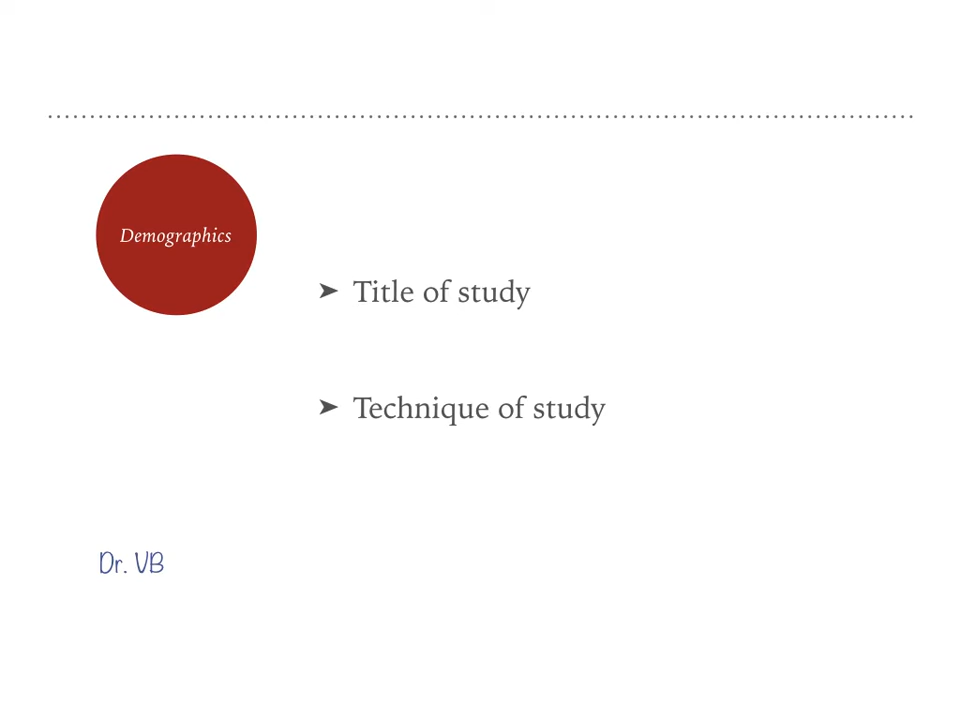 Demographics
➤ Title of study
➤ Technique of study
Dr. VB